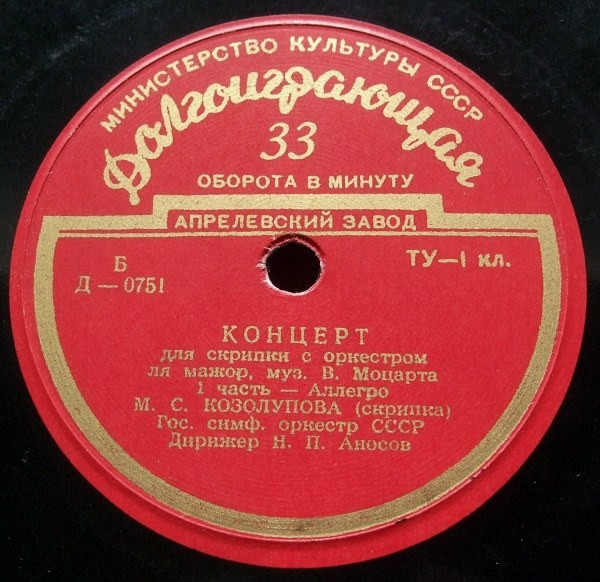 МИНИСТЕРСТВО КУЛЬТУРЫ СССР
Долгоиграющая
33
ОБОРОТА В МИНУТУ
АПРЕЛЕВСКИЙ ЗАВОД
Б
Д — 0751
ТУ—1 кл.
КОНЦЕРТ
для скрипки с оркестром
ля мажор, муз. В. Моцарта
1 часть — Аллегро
М. С. КОЗОЛУПОВА (скрипка)
Гос. симф. оркестр СССР
Дирижер Н. П. Аносов